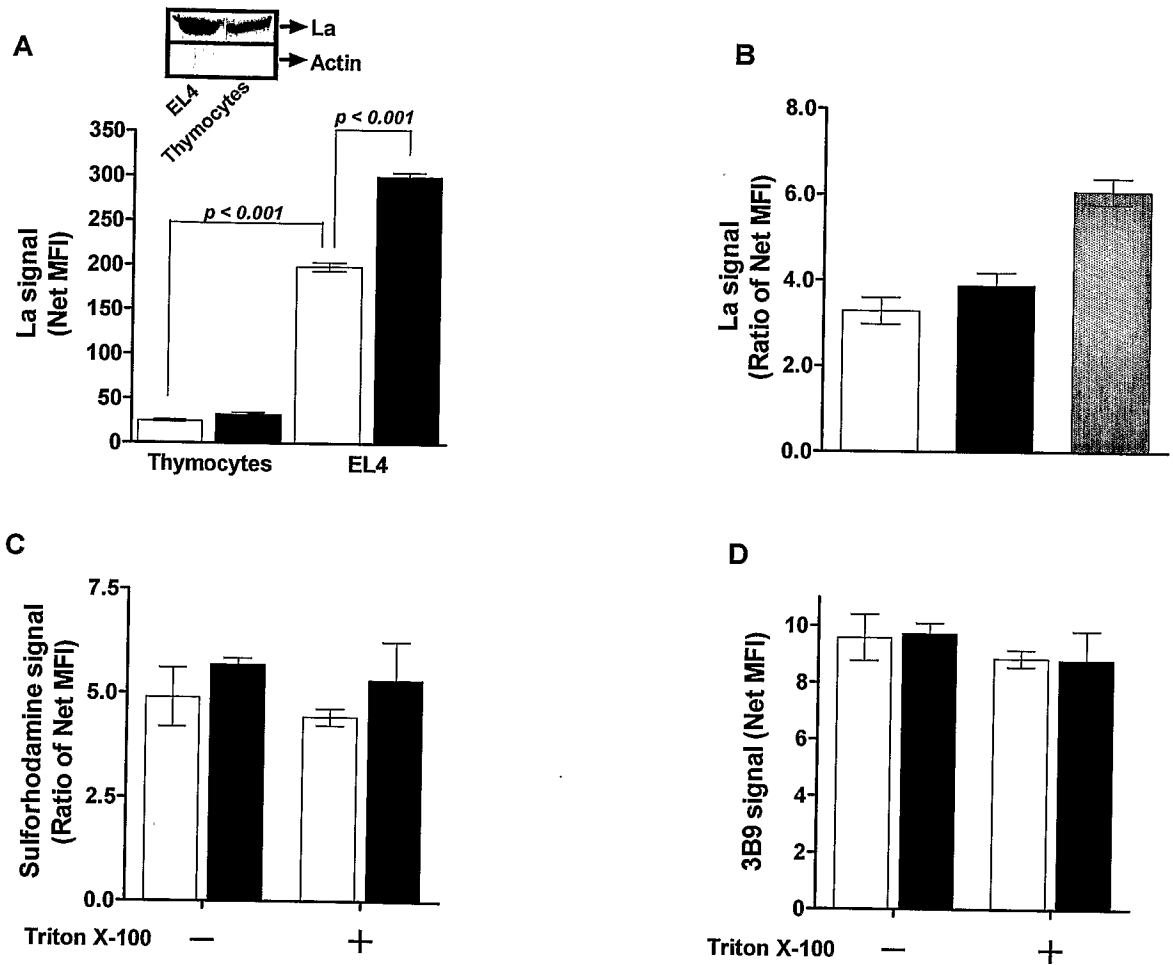 A
La
Actin
EL4
Thymocytes
La signal
(Net MFI)
350
300
250
200
150
100
50
0
p < 0.001
p < 0.001
Thymocytes
EL4
B
La signal
(Ratio of Net MFI)
8.0
6.0
4.0
2.0
0.0
C
Sulforhodamine signal
(Ratio of Net MFI)
7.5
5.0
2.5
0.0
Triton X-100 — +
D
3B9 signal (Net MFI)
10
8
6
4
2
0
Triton X-100 — +